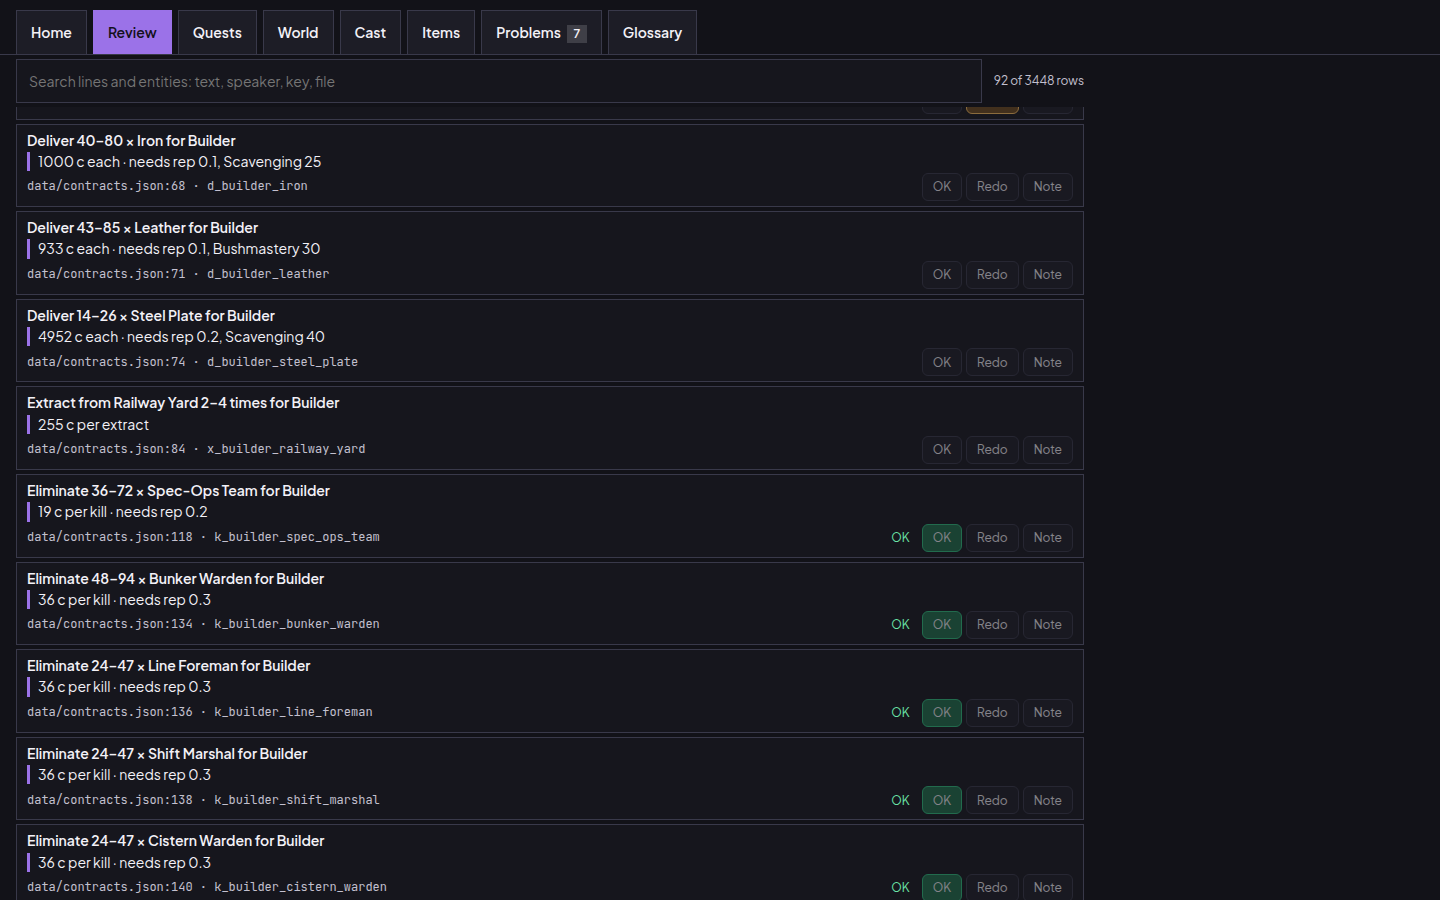 Home
Review
Quests
World
Cast
Items
Problems 7
Glossary
Search lines and entities: text, speaker, key, file
92 of 3448 rows
Deliver 40–80 × Iron for Builder
1000 c each · needs rep 0.1, Scavenging 25
data/contracts.json:68 · d_builder_iron
OK Redo Note
Deliver 43–85 × Leather for Builder
933 c each · needs rep 0.1, Bushmastery 30
data/contracts.json:71 · d_builder_leather
OK Redo Note
Deliver 14–26 × Steel Plate for Builder
4952 c each · needs rep 0.2, Scavenging 40
data/contracts.json:74 · d_builder_steel_plate
OK Redo Note
Extract from Railway Yard 2–4 times for Builder
255 c per extract
data/contracts.json:84 · x_builder_railway_yard
OK Redo Note
Eliminate 36–72 × Spec-Ops Team for Builder
19 c per kill · needs rep 0.2
data/contracts.json:118 · k_builder_spec_ops_team
OK OK Redo Note
Eliminate 48–94 × Bunker Warden for Builder
36 c per kill · needs rep 0.3
data/contracts.json:134 · k_builder_bunker_warden
OK OK Redo Note
Eliminate 24–47 × Line Foreman for Builder
36 c per kill · needs rep 0.3
data/contracts.json:136 · k_builder_line_foreman
OK OK Redo Note
Eliminate 24–47 × Shift Marshal for Builder
36 c per kill · needs rep 0.3
data/contracts.json:138 · k_builder_shift_marshal
OK OK Redo Note
Eliminate 24–47 × Cistern Warden for Builder
36 c per kill · needs rep 0.3
data/contracts.json:140 · k_builder_cistern_warden
OK OK Redo Note